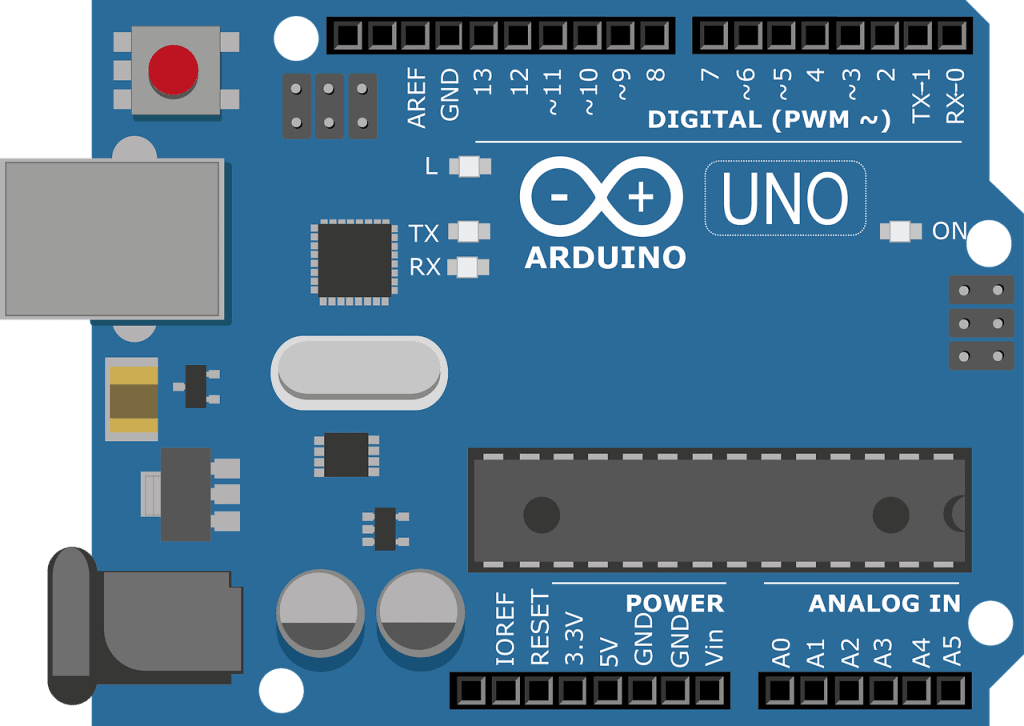 AREF
GND
13
12
~11
~10
~9
8
7
~6
~5
4
~3
2
TX→1
RX←0
DIGITAL (PWM ~)
L
TX
RX
- +
ARDUINO
UNO
ON
POWER
ANALOG IN
IOREF
RESET
3.3V
5V
GND
GND
Vin
A0
A1
A2
A3
A4
A5